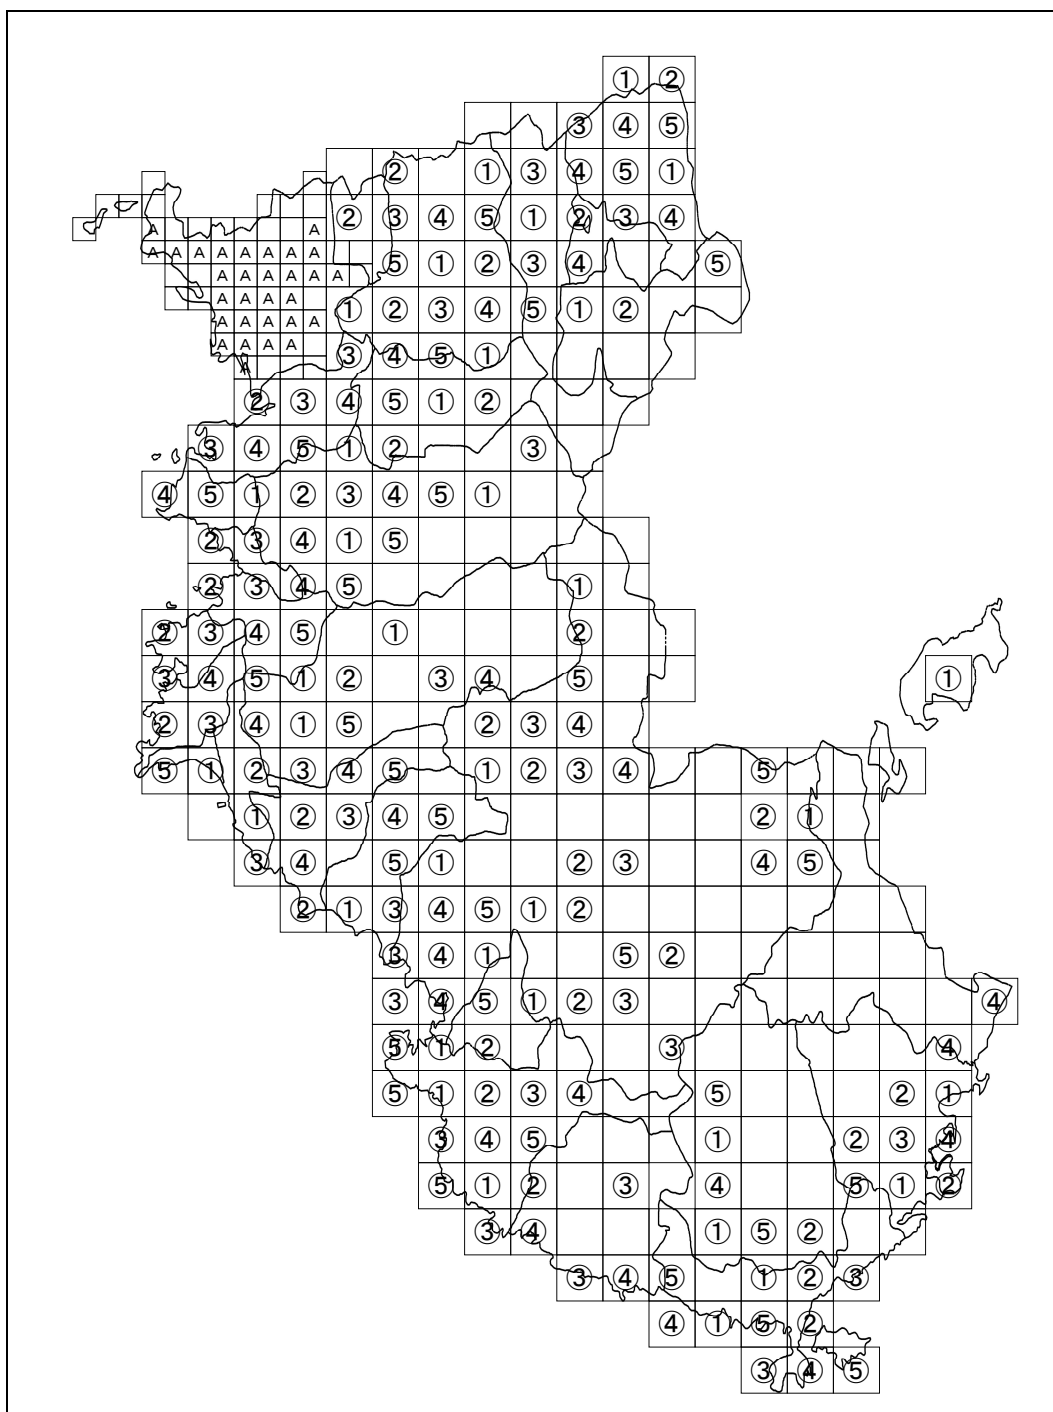 ① ②
③ ④ ⑤
② ① ③ ④ ⑤ ①
② ③ ④ ⑤ ① ② ③ ④
A A
A A A A A A A A
⑤ ① ② ③ ④ ⑤
A A A A A A
A A A A
① ② ③ ④ ⑤ ① ②
A A A A A
A A A A
③ ④ ⑤ ①
A
② ③ ④ ⑤ ① ②
③ ④ ⑤ ① ② ③
④ ⑤ ① ② ③ ④ ⑤ ①
② ③ ④ ① ⑤
② ③ ④ ⑤ ①
② ③ ④ ⑤ ① ②
③ ④ ⑤ ① ② ③ ④ ⑤ ①
② ③ ④ ① ⑤ ② ③ ④
⑤ ① ② ③ ④ ⑤ ① ② ③ ④ ⑤
① ② ③ ④ ⑤ ② ①
③ ④ ⑤ ① ② ③ ④ ⑤
② ① ③ ④ ⑤ ① ②
③ ④ ① ⑤ ②
③ ④ ⑤ ① ② ③ ④
⑤ ① ② ③ ④
⑤ ① ② ③ ④ ⑤ ② ①
③ ④ ⑤ ① ② ③ ④
⑤ ① ② ③ ④ ⑤ ① ②
③ ④ ① ⑤ ②
③ ④ ⑤ ① ② ③
④ ① ⑤ ②
③ ④ ⑤